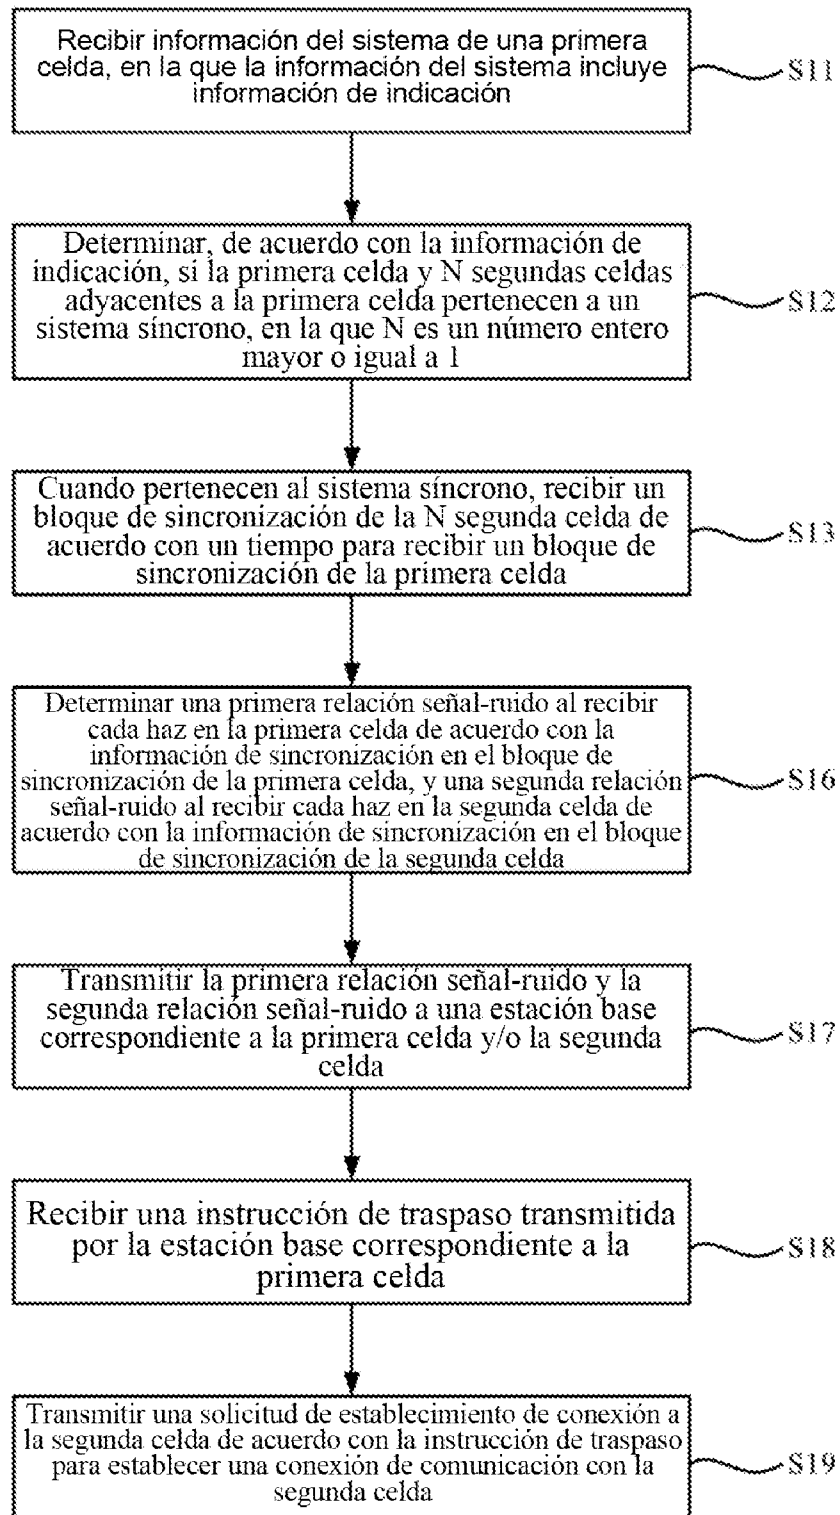 Recibir información del sistema de una primera
celda, en la que la información del sistema incluye
información de indicación
S11
Determinar, de acuerdo con la información de
indicación, si la primera celda y N segundas celdas
adyacentes a la primera celda pertenecen a un
sistema síncrono, en la que N es un número entero
mayor o igual a 1
S12
Cuando pertenecen al sistema síncrono, recibir un
bloque de sincronización de la N segunda celda de
acuerdo con un tiempo para recibir un bloque de
sincronización de la primera celda
S13
Determinar una primera relación señal-ruido al recibir
cada haz en la primera celda de acuerdo con la
información de sincronización en el bloque de
sincronización de la primera celda, y una segunda relación
señal-ruido al recibir cada haz en la segunda celda de
acuerdo con la información de sincronización en el bloque
de sincronización de la segunda celda
S16
Transmitir la primera relación señal-ruido y la
segunda relación señal-ruido a una estación base
correspondiente a la primera celda y/o la segunda
celda
S17
Recibir una instrucción de traspaso transmitida
por la estación base correspondiente a la
primera celda
S18
Transmitir una solicitud de establecimiento de conexión a
la segunda celda de acuerdo con la instrucción de traspaso
para establecer una conexión de comunicación con la
segunda celda
S19